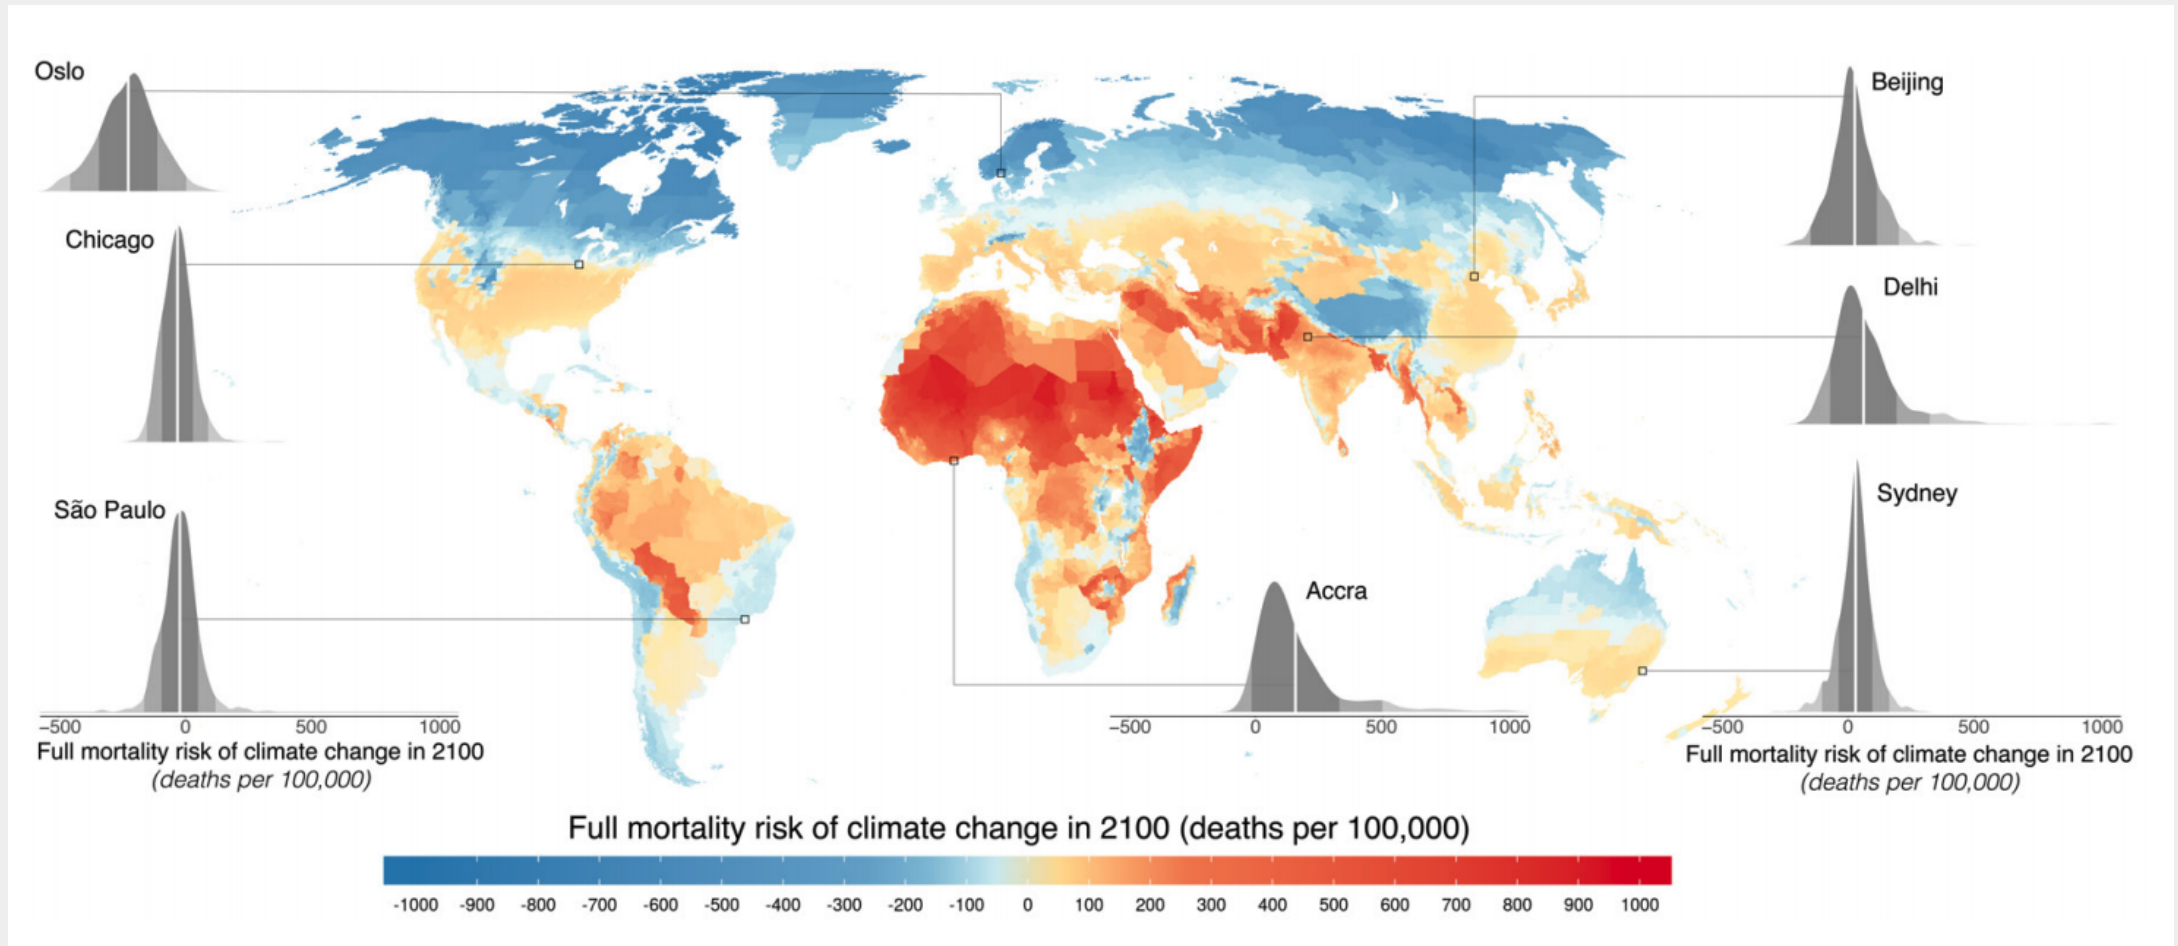 Oslo
Chicago
São Paulo
−500 0 500 1000
Full mortality risk of climate change in 2100
(deaths per 100,000)
Accra
−500 0 500 1000
Beijing
Delhi
Sydney
−500 0 500 1000
Full mortality risk of climate change in 2100
(deaths per 100,000)
Full mortality risk of climate change in 2100 (deaths per 100,000)
-1000 -900 -800 -700 -600 -500 -400 -300 -200 -100 0 100 200 300 400 500 600 700 800 900 1000